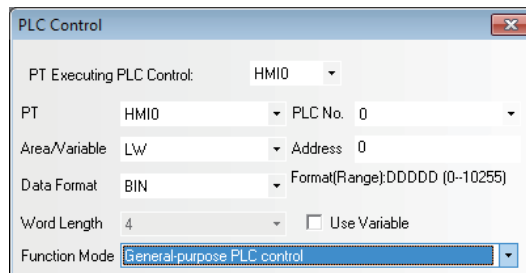 PLC Control
PT Executing PLC Control: HMI0
PT HMI0 PLC No. 0
Area/Variable LW Address 0
Data Format BIN Format(Range):DDDDD (0--10255)
Word Length 4 Use Variable
Function Mode General-purpose PLC control